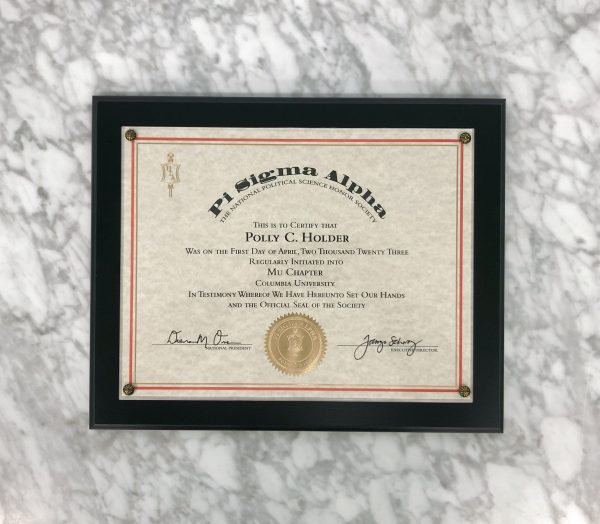 Pi Sigma Alpha
THE NATIONAL POLITICAL SCIENCE HONOR SOCIETY
THIS IS TO CERTIFY THAT
POLLY C. HOLDER
WAS ON THE FIRST DAY OF APRIL, TWO THOUSAND TWENTY THREE
REGULARLY INITIATED INTO
MU CHAPTER
COLUMBIA UNIVERSITY
IN TESTIMONY WHEREOF WE HAVE HEREUNTO SET OUR HANDS
AND THE OFFICIAL SEAL OF THE SOCIETY
NATIONAL PRESIDENT
EXECUTIVE DIRECTOR